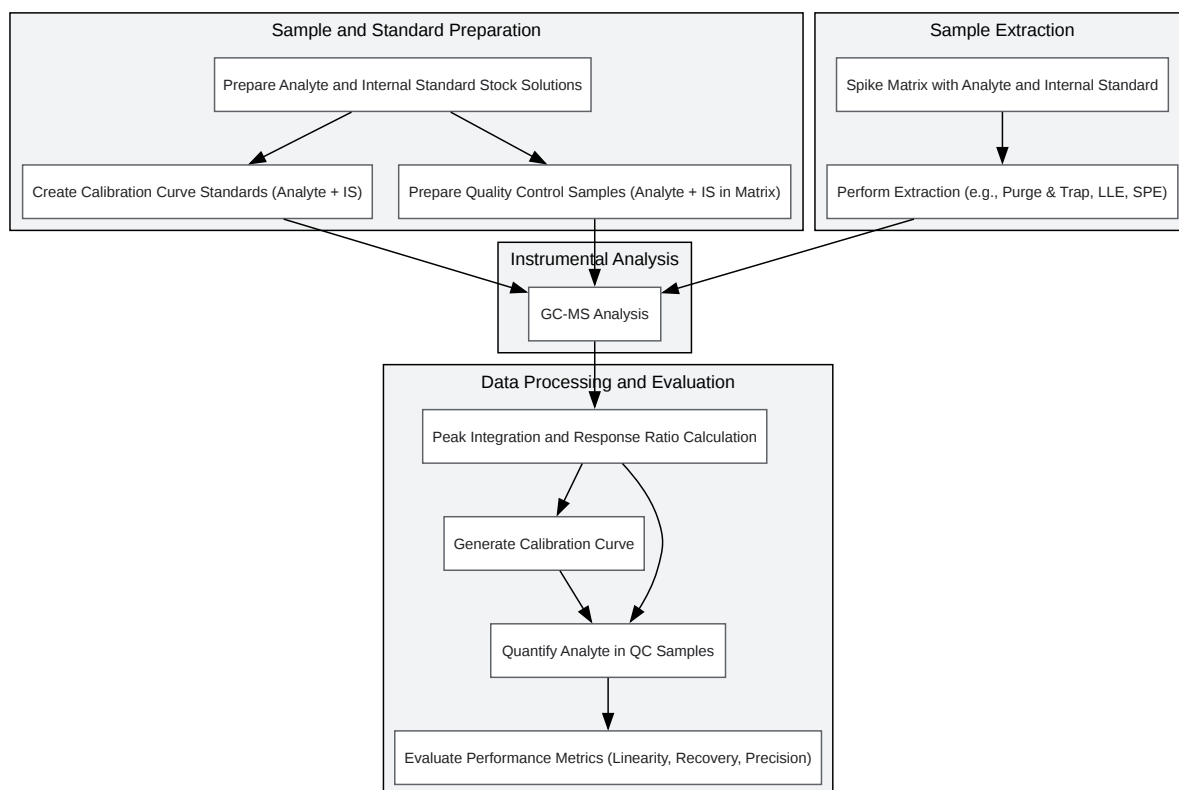 Sample and Standard Preparation
Sample Extraction
Prepare Analyte and Internal Standard Stock Solutions
Spike Matrix with Analyte and Internal Standard
Create Calibration Curve Standards (Analyte + IS)
Prepare Quality Control Samples (Analyte + IS in Matrix)
Perform Extraction (e.g., Purge & Trap, LLE, SPE)
Instrumental Analysis
GC-MS Analysis
Data Processing and Evaluation
Peak Integration and Response Ratio Calculation
Generate Calibration Curve
Quantify Analyte in QC Samples
Evaluate Performance Metrics (Linearity, Recovery, Precision)